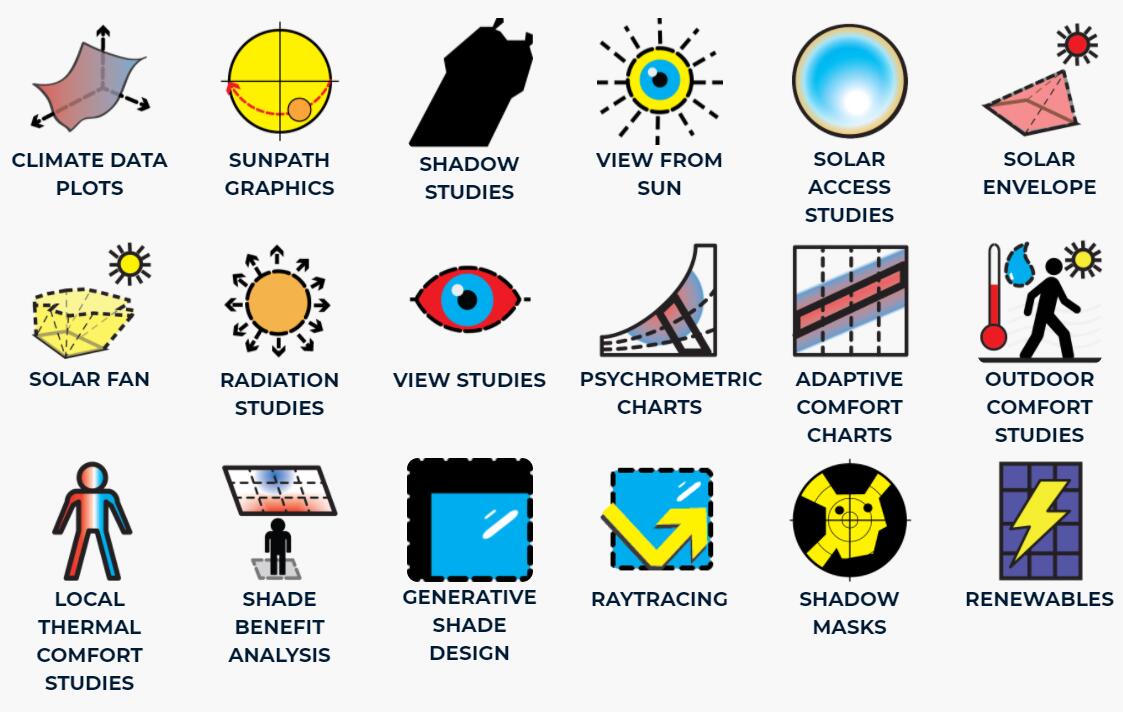 CLIMATE DATA
PLOTS
SUNPATH
GRAPHICS
SHADOW
STUDIES
VIEW FROM
SUN
SOLAR
ACCESS
STUDIES
SOLAR
ENVELOPE
SOLAR FAN
RADIATION
STUDIES
VIEW STUDIES
PSYCHROMETRIC
CHARTS
ADAPTIVE
COMFORT
CHARTS
OUTDOOR
COMFORT
STUDIES
LOCAL
THERMAL
COMFORT
STUDIES
SHADE
BENEFIT
ANALYSIS
GENERATIVE
SHADE
DESIGN
RAYTRACING
SHADOW
MASKS
RENEWABLES